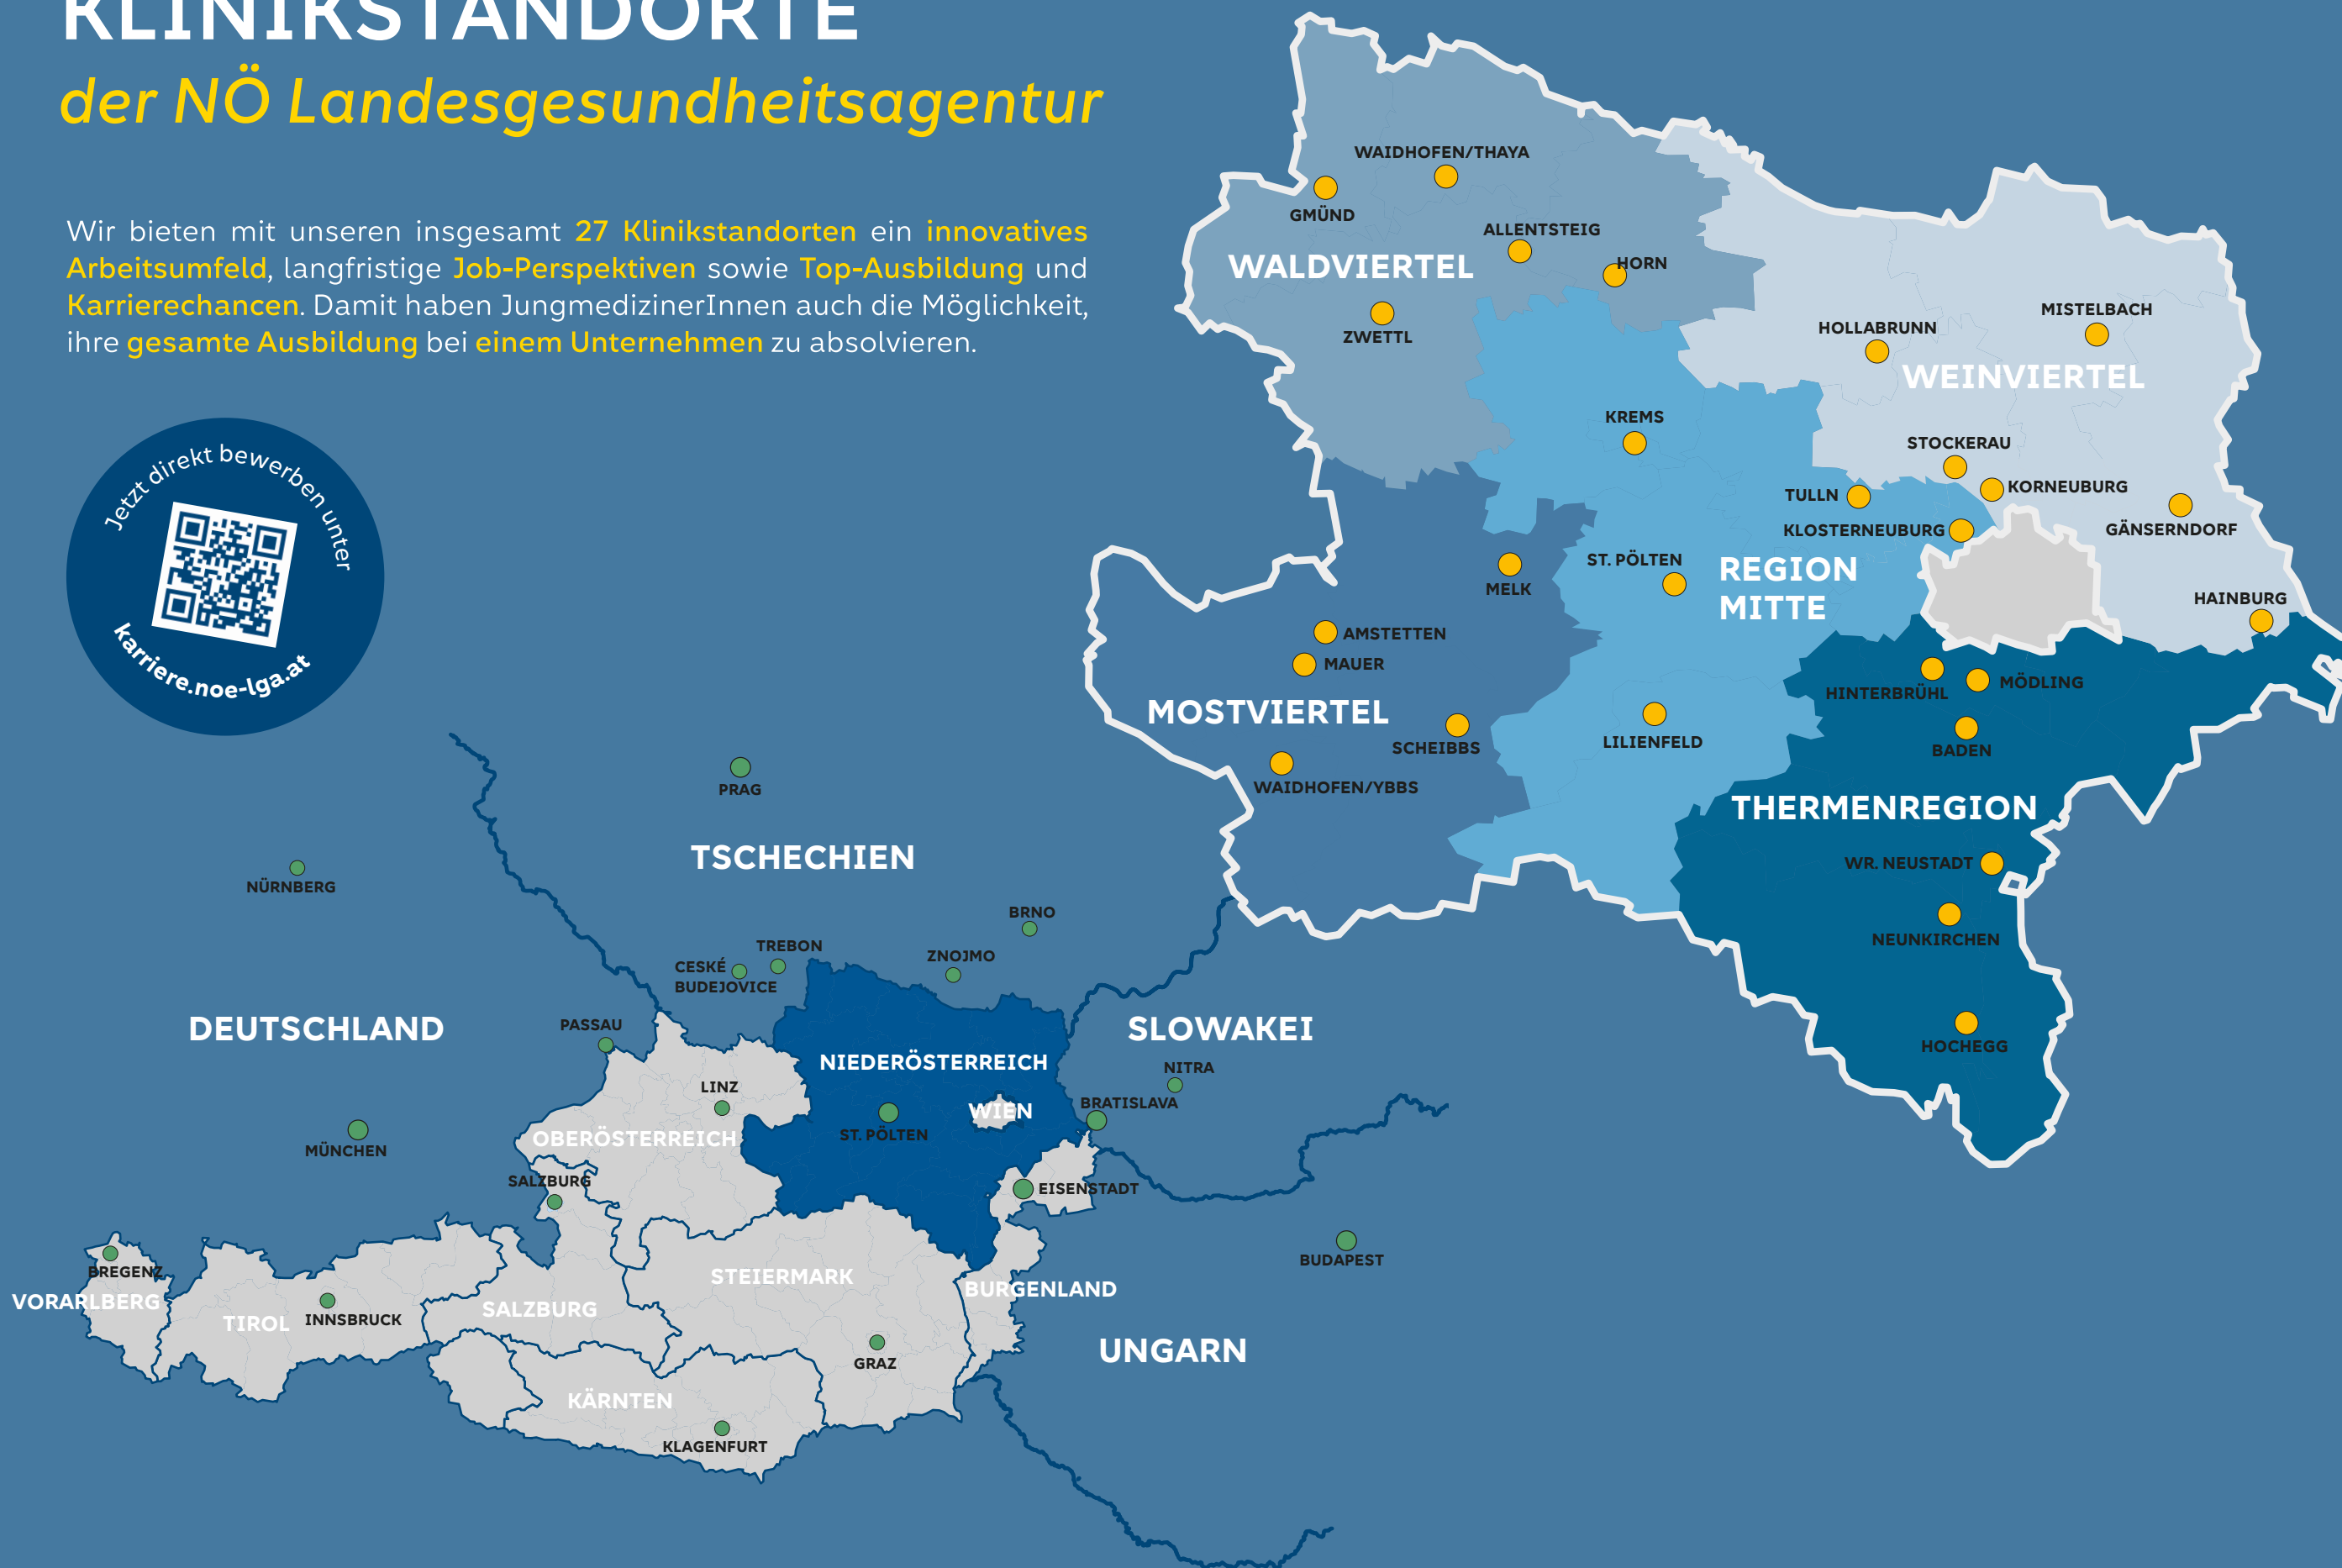 KLINIKSTANDORTE
der NÖ Landesgesundheitsagentur
Wir bieten mit unseren insgesamt 27 Klinikstandorten ein innovatives
Arbeitsumfeld, langfristige Job-Perspektiven sowie Top-Ausbildung und
Karrierechancen. Damit haben JungmedizinerInnen auch die Möglichkeit,
ihre gesamte Ausbildung bei einem Unternehmen zu absolvieren.
Jetzt direkt bewerben unter
karriere.noe-lga.at
WAIDHOFEN/THAYA
GMÜND
ALLENTSTEIG
HORN
WALDVIERTEL
ZWETTL
MISTELBACH
HOLLABRUNN
WEINVIERTEL
KREMS
STOCKERAU
KORNEUBURG
TULLN
GÄNSERNDORF
KLOSTERNEUBURG
ST. PÖLTEN
REGION
MITTE
MELK
HAINBURG
AMSTETTEN
MAUER
MOSTVIERTEL
SCHEIBBS
WAIDHOFEN/YBBS
LILIENFELD
HINTERBRÜHL
MÖDLING
BADEN
THERMENREGION
WR. NEUSTADT
NEUNKIRCHEN
HOCHEGG
PRAG
TSCHECHIEN
NÜRNBERG
BRNO
TREBON
ZNOJMO
CESKÉ
BUDEJOVICE
DEUTSCHLAND
PASSAU
SLOWAKEI
NIEDERÖSTERREICH
NITRA
LINZ
BRATISLAVA
WIEN
ST. PÖLTEN
OBERÖSTERREICH
MÜNCHEN
SALZBURG
EISENSTADT
BUDAPEST
BREGENZ
VORARLBERG
TIROL
INNSBRUCK
SALZBURG
STEIERMARK
BURGENLAND
UNGARN
GRAZ
KÄRNTEN
KLAGENFURT